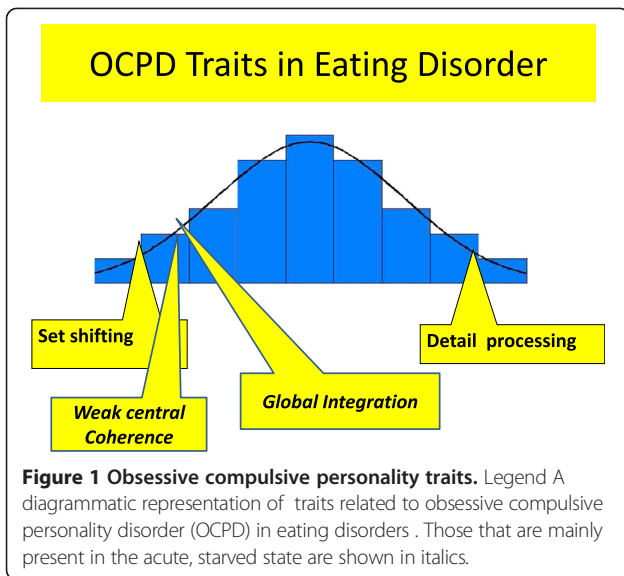 OCPD Traits in Eating Disorder
Set shifting
Detail processing
Weak central
Coherence
Global Integration
Figure 1 Obsessive compulsive personality traits. Legend A
diagrammatic representation of traits related to obsessive compulsive
personality disorder (OCPD) in eating disorders . Those that are mainly
present in the acute, starved state are shown in italics.